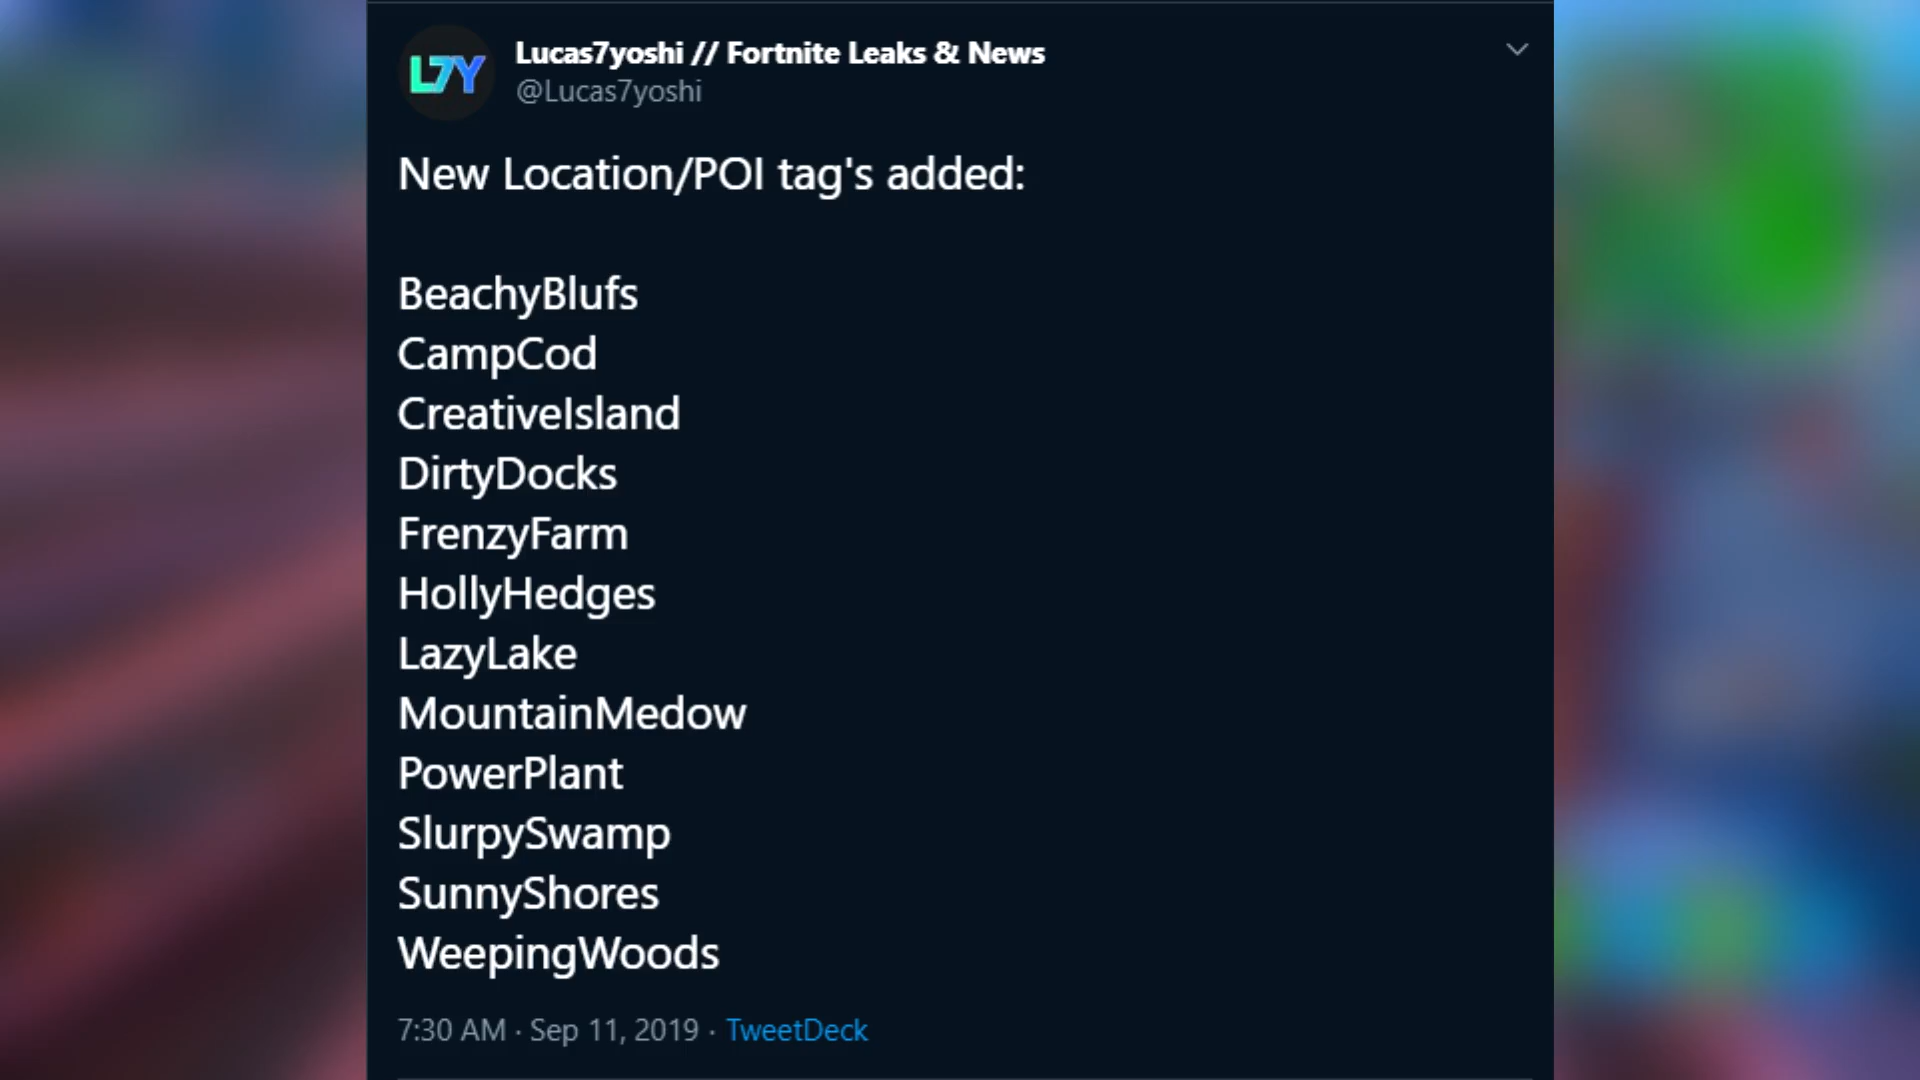 L7Y
Lucas7yoshi // Fortnite Leaks & News
@Lucas7yoshi
New Location/POI tag's added:
BeachyBlufs
CampCod
CreativeIsland
DirtyDocks
FrenzyFarm
HollyHedges
LazyLake
MountainMedow
PowerPlant
SlurpySwamp
SunnyShores
WeepingWoods
7:30 AM · Sep 11, 2019 · TweetDeck